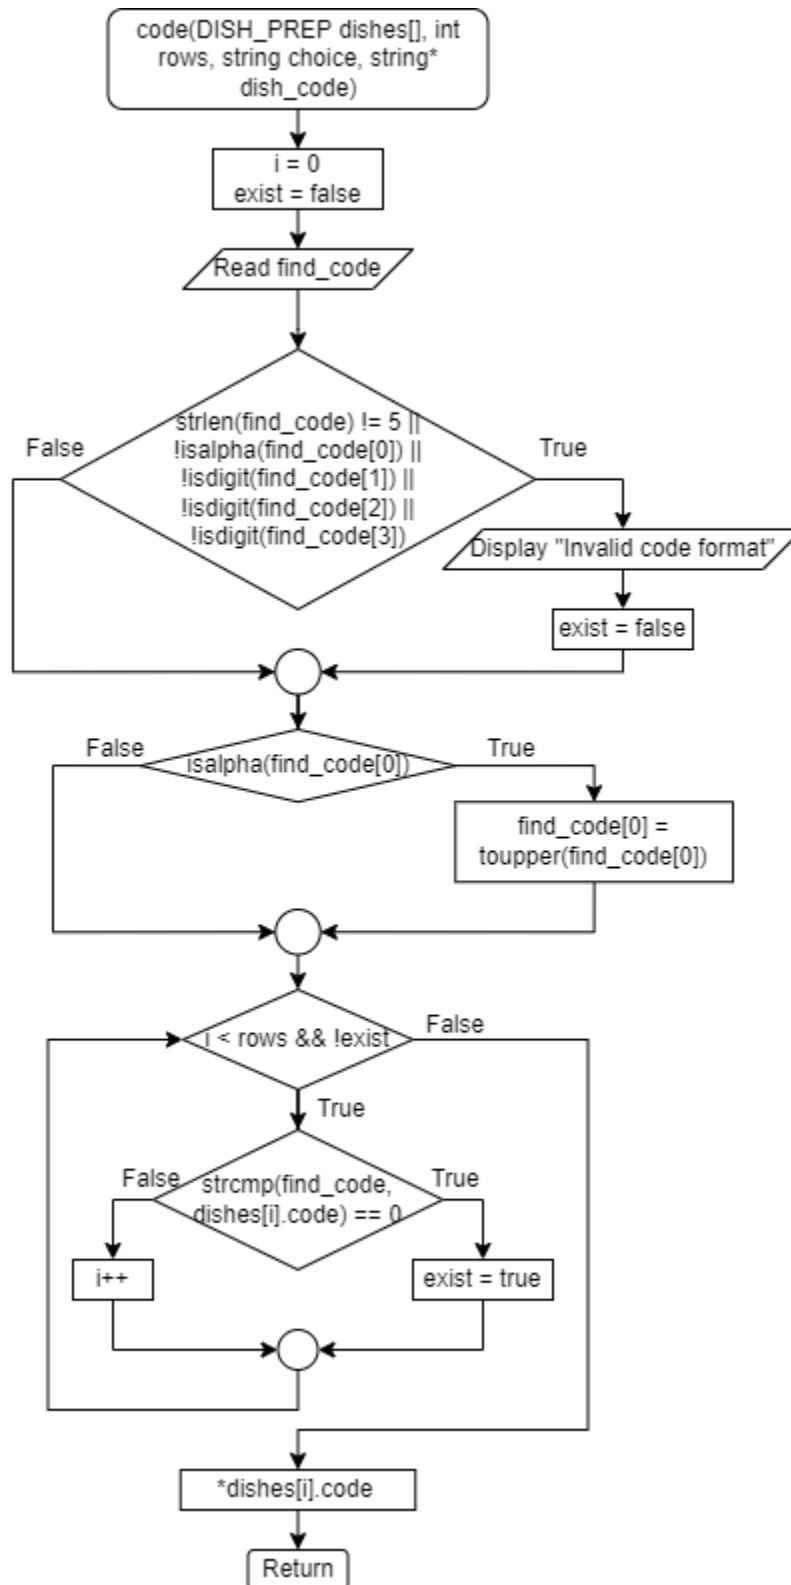 code(DISH_PREP dishes[], int
rows, string choice, string*
dish_code)
i = 0
exist = false
Read find_code
strlen(find_code) != 5 ||
!isalpha(find_code[0]) ||
!isdigit(find_code[1]) ||
!isdigit(find_code[2]) ||
!isdigit(find_code[3])
False
True
Display "Invalid code format"
exist = false
isalpha(find_code[0])
False
True
find_code[0] =
toupper(find_code[0])
i < rows && !exist
False
True
strcmp(find_code,
dishes[i].code) == 0
False
True
i++
exist = true
*dishes[i].code
Return